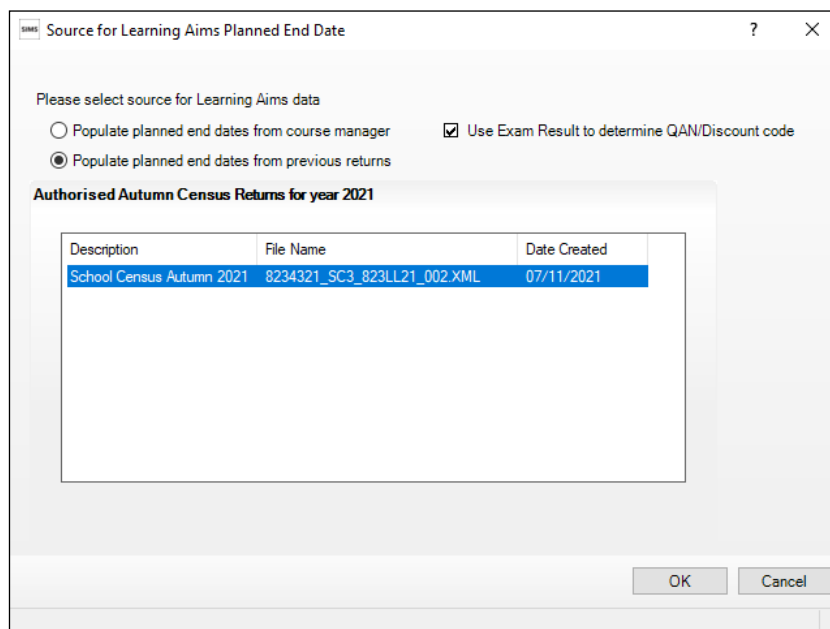 SIMS Source for Learning Aims Planned End Date ? 
Please select source for Learning Aims data
Populate planned end dates from course manager Use Exam Result to determine QAN/Discount code
Populate planned end dates from previous returns
Authorised Autumn Census Returns for year 2021
Description File Name Date Created
School Census Autumn 2021 8234321_SC3_823LL21_002.XML 07/11/2021
OK Cancel